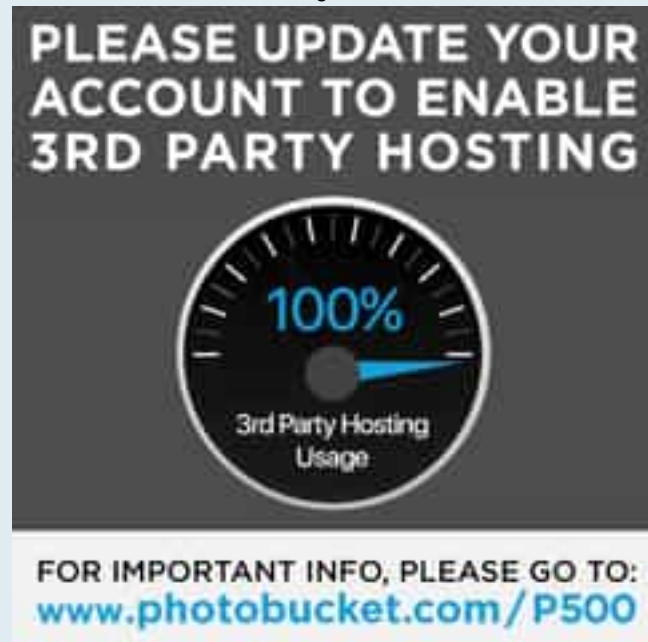 PLEASE UPDATE YOUR
ACCOUNT TO ENABLE
3RD PARTY HOSTING
100%
3rd Party Hosting
Usage
FOR IMPORTANT INFO, PLEASE GO TO:
www.photobucket.com/P500